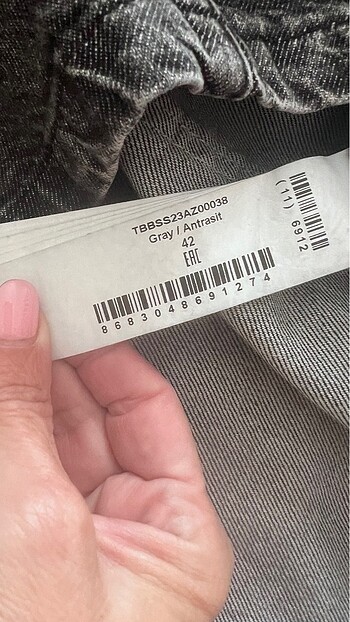 TBBSS23AZ00038
Gray / Antrasit
42
EAC
8683048691274
(11) 6912